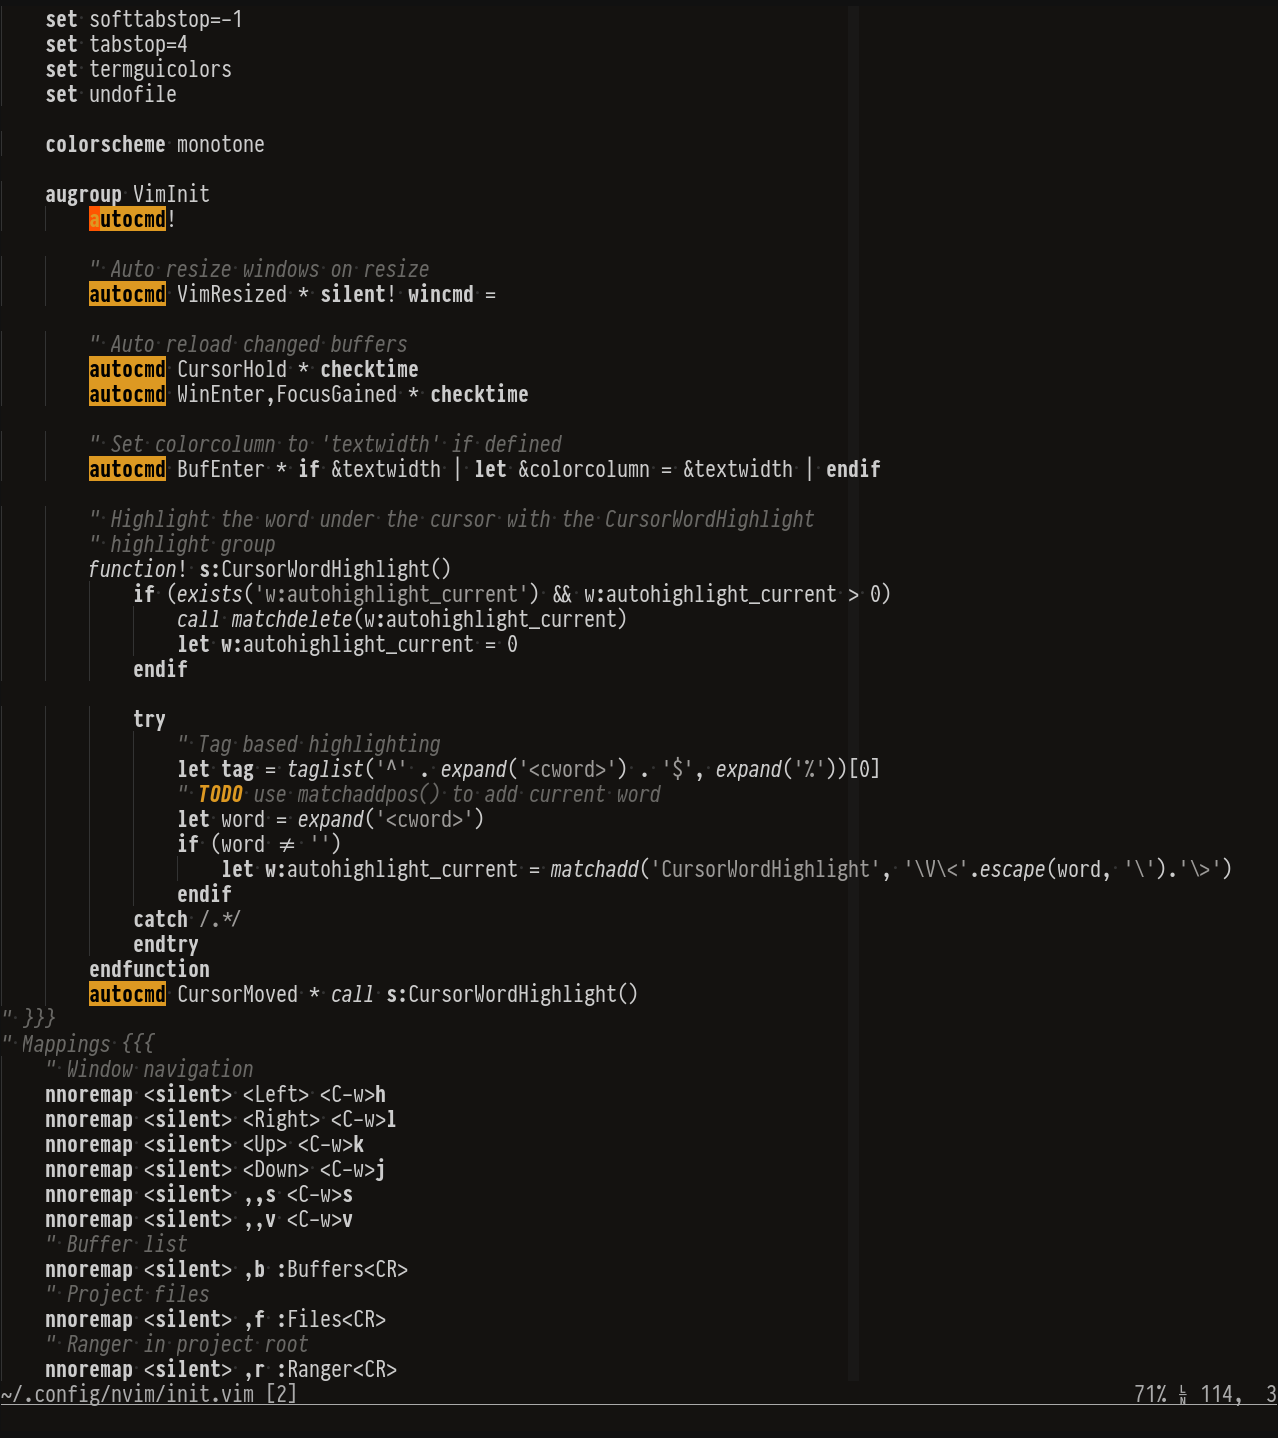 set softtabstop=-1
set tabstop=4
set termguicolors
set undofile
colorscheme monotone
augroup VimInit
autocmd!
" Auto resize windows on resize
autocmd VimResized * silent! wincmd =
" Auto reload changed buffers
autocmd CursorHold * checktime
autocmd WinEnter,FocusGained * checktime
" Set colorcolumn to 'textwidth' if defined
autocmd BufEnter * if &textwidth | let &colorcolumn = &textwidth | endif
" Highlight the word under the cursor with the CursorWordHighlight
" highlight group
function! s:CursorWordHighlight()
if (exists('w:autohighlight_current') && w:autohighlight_current > 0)
call matchdelete(w:autohighlight_current)
let w:autohighlight_current = 0
endif
try
" Tag based highlighting
let tag = taglist('^' . expand('<cword>') . '$', expand('%'))[0]
" TODO use matchaddpos() to add current word
let word = expand('<cword>')
if (word ≠ '')
let w:autohighlight_current = matchadd('CursorWordHighlight', '\V\<'.escape(word, '\').'\>')
endif
catch /.*/
endtry
endfunction
autocmd CursorMoved * call s:CursorWordHighlight()
" }}}
" Mappings {{{
" Window navigation
nnoremap <silent> <Left> <C-w>h
nnoremap <silent> <Right> <C-w>l
nnoremap <silent> <Up> <C-w>k
nnoremap <silent> <Down> <C-w>j
nnoremap <silent> ,,s <C-w>s
nnoremap <silent> ,,v <C-w>v
" Buffer list
nnoremap <silent> ,b :Buffers<CR>
" Project files
nnoremap <silent> ,f :Files<CR>
" Ranger in project root
nnoremap <silent> ,r :Ranger<CR>
~/.config/nvim/init.vim [2] 71% ␤ 114, 3